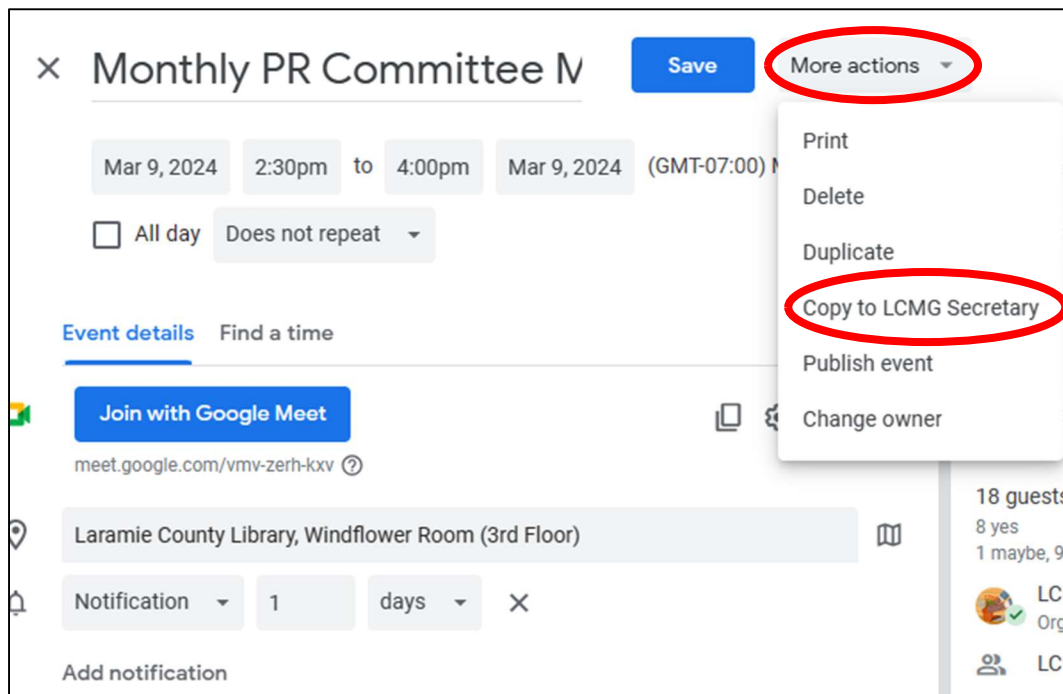 Monthly PR Committee M
Save
More actions
Print
Delete
Duplicate
Copy to LCMG Secretary
Publish event
Change owner
Mar 9, 2024 2:30pm to 4:00pm Mar 9, 2024 (GMT-07:00) M
All day Does not repeat
Event details Find a time
Join with Google Meet
meet.google.com/vmv-zerh-kxv
Laramie County Library, Windflower Room (3rd Floor)
Notification 1 days
Add notification
18 guests
8 yes
1 maybe, 9
LC
Org
LC